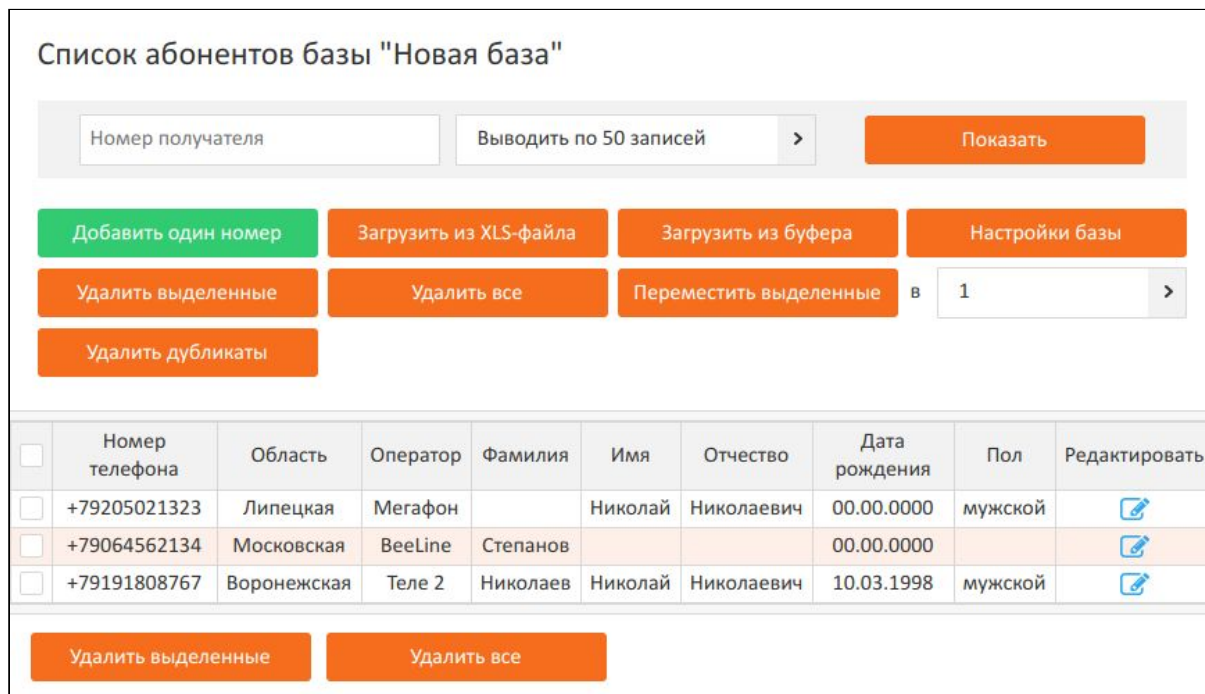 Список абонентов базы "Новая база"
Номер получателя Выводить по 50 записей Показать
Добавить один номер Загрузить из XLS-файла Загрузить из буфера Настройки базы
Удалить выделенные Удалить все Переместить выделенные в 1
Удалить дубликаты
Номер телефона Область Оператор Фамилия Имя Отчество Дата рождения Пол Редактировать
+79205021323 Липецкая Мегафон Николай Николаевич 00.00.0000 мужской
+79064562134 Московская BeeLine Степанов 00.00.0000
+79191808767 Воронежская Теле 2 Николаев Николай Николаевич 10.03.1998 мужской
Удалить выделенные Удалить все